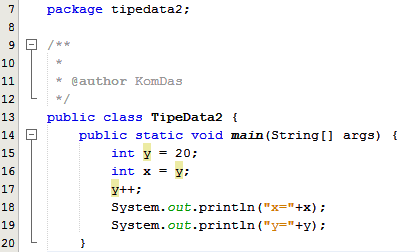 7 package tipedata2;
8
9 /**
10 *
11 * @author KomDas
12 */
13 public class TipeData2 {
14 public static void main(String[] args) {
15 int y = 20;
16 int x = y;
17 y++;
18 System.out.println("x="+x);
19 System.out.println("y="+y);
20 }